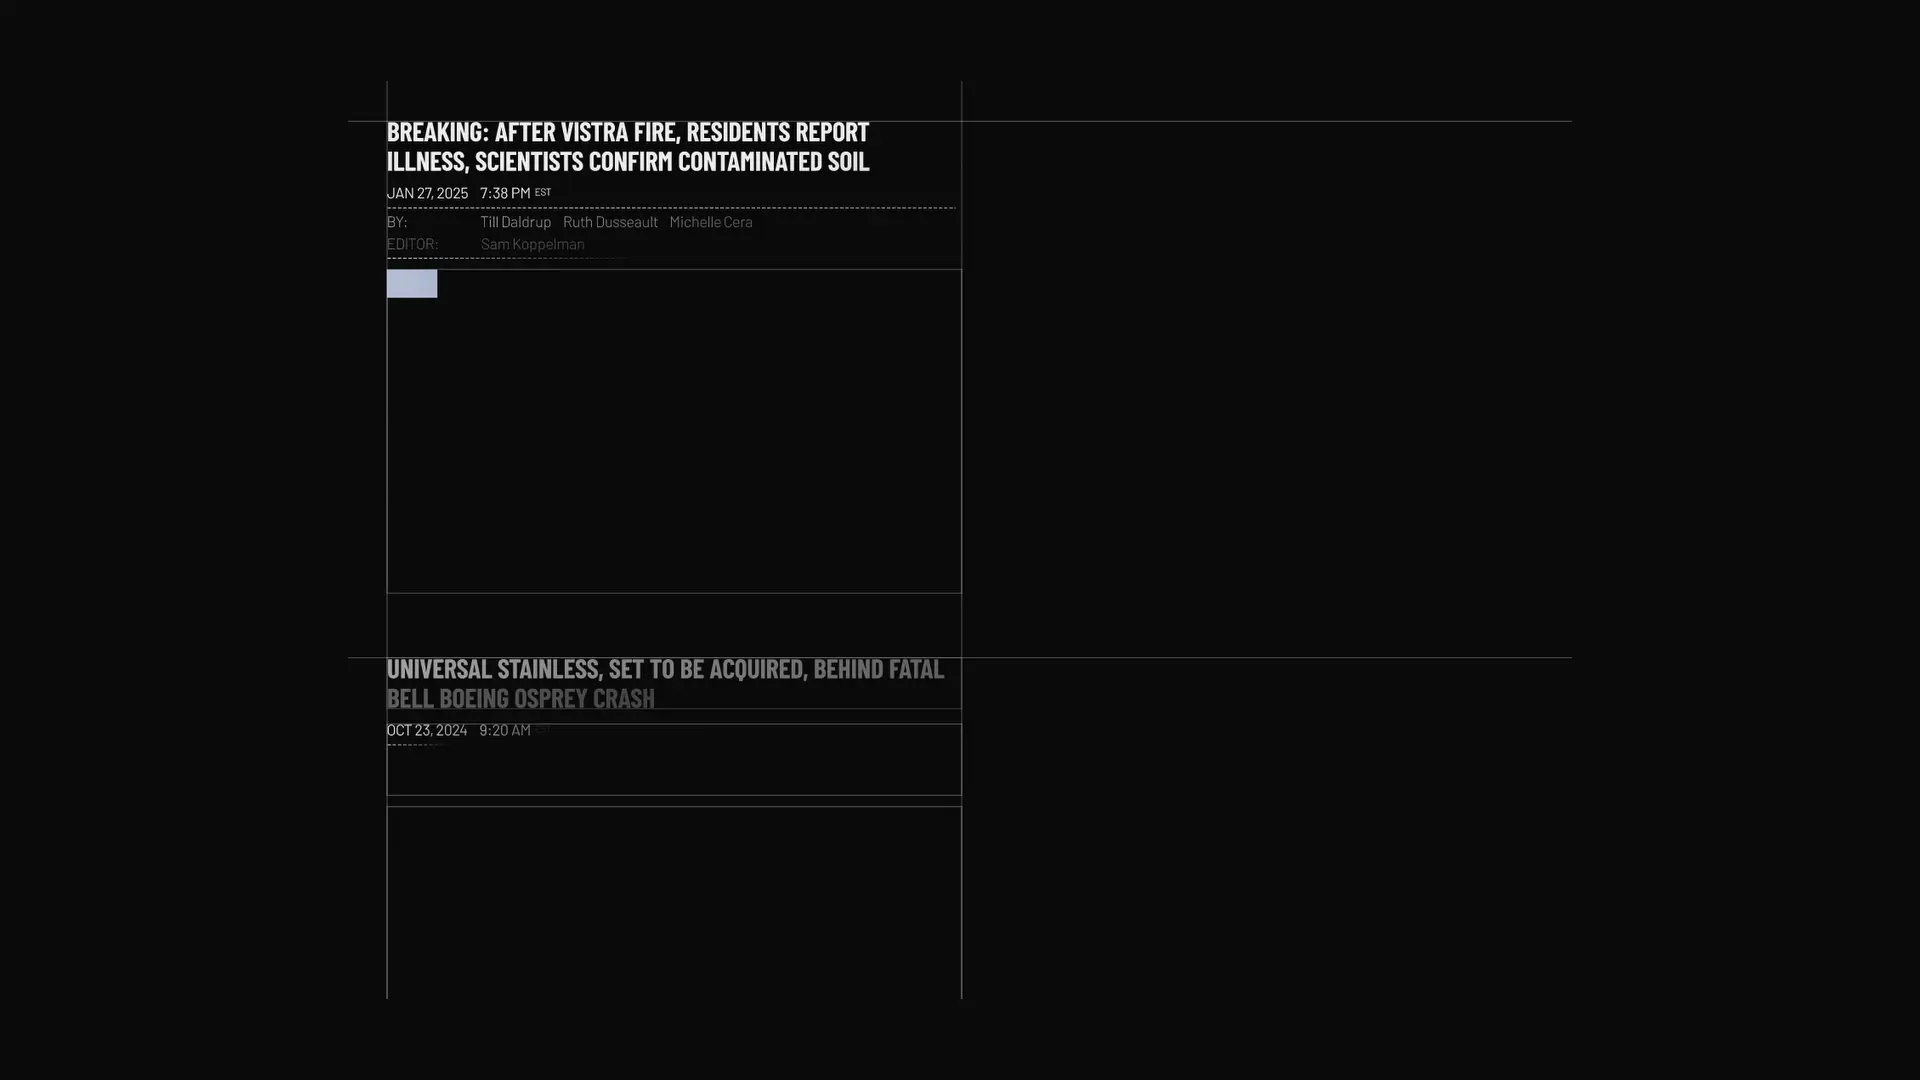 BREAKING: AFTER VISTRA FIRE, RESIDENTS REPORT
ILLNESS, SCIENTISTS CONFIRM CONTAMINATED SOIL
JAN 27, 2025 7:38 PM EST
BY: Till Daldrup Ruth Dusseault Michelle Cera
EDITOR: Sam Koppelman
UNIVERSAL STAINLESS, SET TO BE ACQUIRED, BEHIND FATAL
BELL BOEING OSPREY CRASH
OCT 23, 2024 9:20 AM